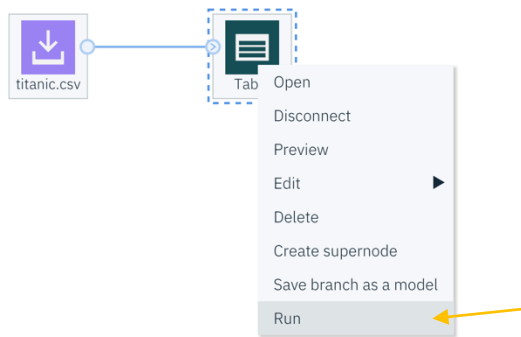 titanic.csv
Tab
Open
Disconnect
Preview
Edit
Delete
Create supernode
Save branch as a model
Run